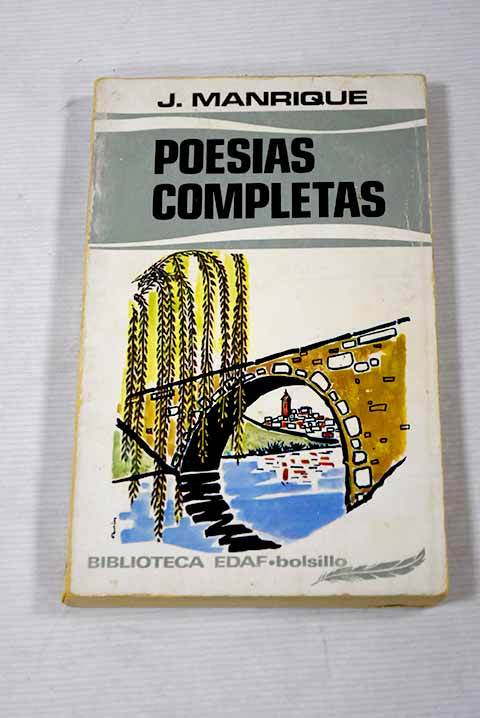 J. MANRIQUE
POESIAS
COMPLETAS
BIBLIOTECA EDAF•bolsillo